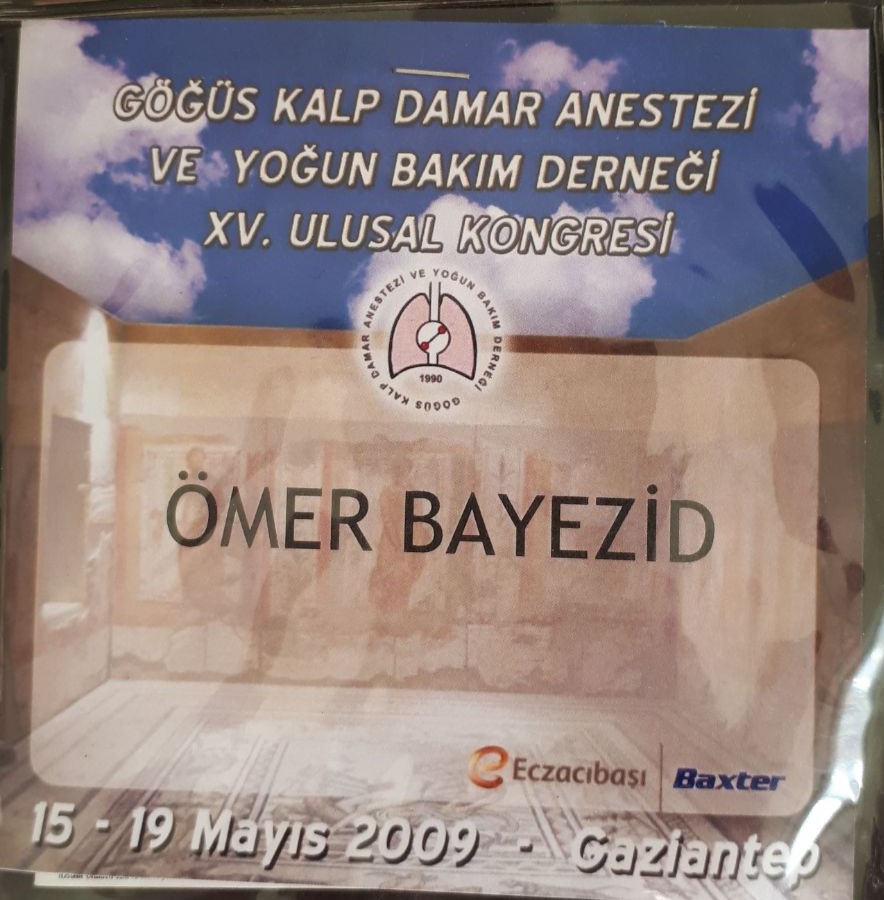 GÖĞÜS KALP DAMAR ANESTEZİ
VE YOĞUN BAKIM DERNEĞİ
XV. ULUSAL KONGRESİ
GÖĞÜS KALP DAMAR ANESTEZİ VE YOĞUN BAKIM DERNEĞİ
1990
ÖMER BAYEZİD
Eczacıbaşı
Baxter
15 - 19 Mayıs 2009 - Gaziantep